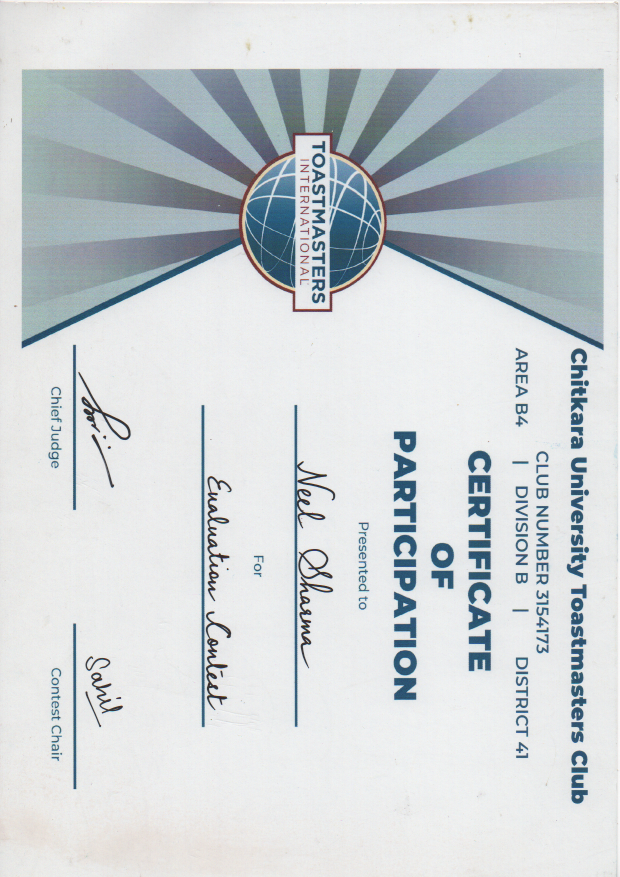 TOASTMASTERS
INTERNATIONAL
Chitkara University Toastmasters Club
CLUB NUMBER 3154173
AREA B4 | DIVISION B | DISTRICT 41
CERTIFICATE
OF
PARTICIPATION
Presented to
Neel Sharma
For
Evaluation Contest
Sahil
Chief Judge
Contest Chair